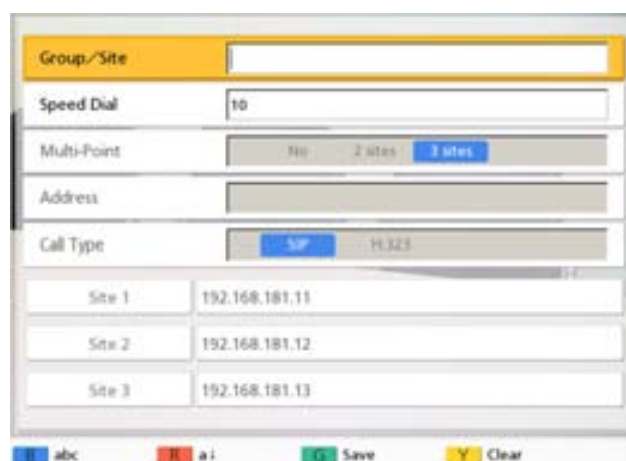 Group/Site
Speed Dial 10
Multi-Point No 2 sites 3 sites
Address
Call Type SIP H.323
Site 1 192.168.181.11
Site 2 192.168.181.12
Site 3 192.168.181.13
B abc R a↓ G Save Y Clear